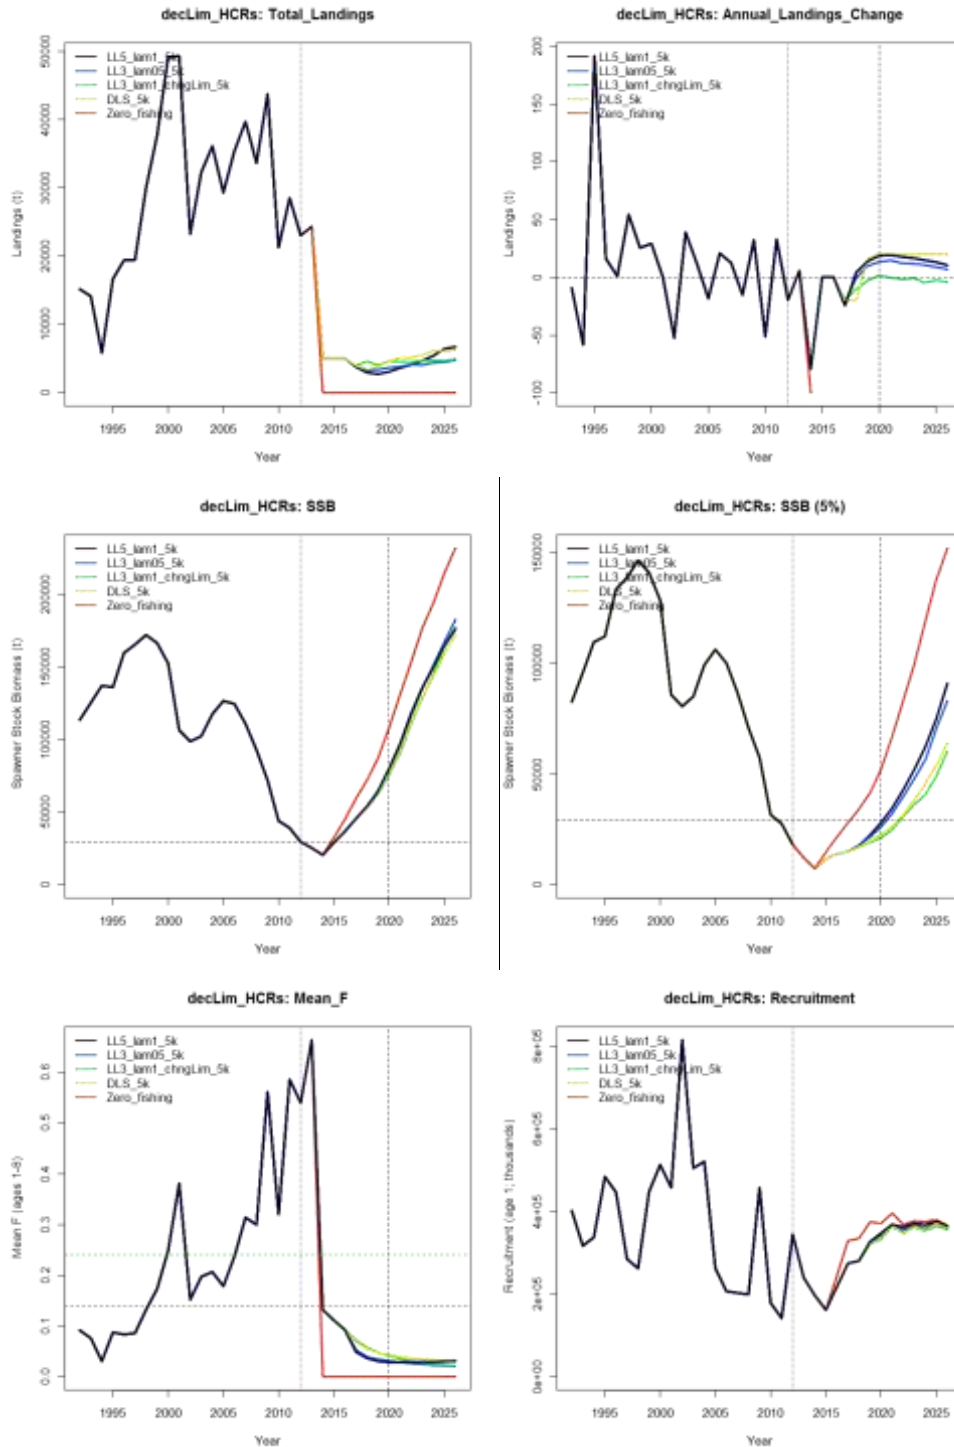 decLim_HCRs: Total_Landings
LL5_lam1_5k
LL3_lam05_5k
LL3_lam1_chngLim_5k
DLS_5k
Zero_fishing
Landings (t)
50000
40000
30000
20000
10000
0
1995 2000 2005 2010 2015 2020 2025
Year
decLim_HCRs: Annual_Landings_Change
LL5_lam1_5k
LL3_lam05_5k
LL3_lam1_chngLim_5k
DLS_5k
Zero_fishing
Landings (t)
200
150
100
50
0
-50
-100
1995 2000 2005 2010 2015 2020 2025
Year
decLim_HCRs: SSB
LL5_lam1_5k
LL3_lam05_5k
LL3_lam1_chngLim_5k
DLS_5k
Zero_fishing
Spawner Stock Biomass (t)
200000
150000
100000
50000
0
1995 2000 2005 2010 2015 2020 2025
Year
decLim_HCRs: SSB (5%)
LL5_lam1_5k
LL3_lam05_5k
LL3_lam1_chngLim_5k
DLS_5k
Zero_fishing
Spawner Stock Biomass (t)
150000
100000
50000
0
1995 2000 2005 2010 2015 2020 2025
Year
decLim_HCRs: Mean_F
LL5_lam1_5k
LL3_lam05_5k
LL3_lam1_chngLim_5k
DLS_5k
Zero_fishing
Mean F (ages 1-8)
0.6
0.5
0.4
0.3
0.2
0.1
0.0
1995 2000 2005 2010 2015 2020 2025
Year
decLim_HCRs: Recruitment
LL5_lam1_5k
LL3_lam05_5k
LL3_lam1_chngLim_5k
DLS_5k
Zero_fishing
Recruitment (age 1; thousands)
8e+05
6e+05
4e+05
2e+05
0e+00
1995 2000 2005 2010 2015 2020 2025
Year